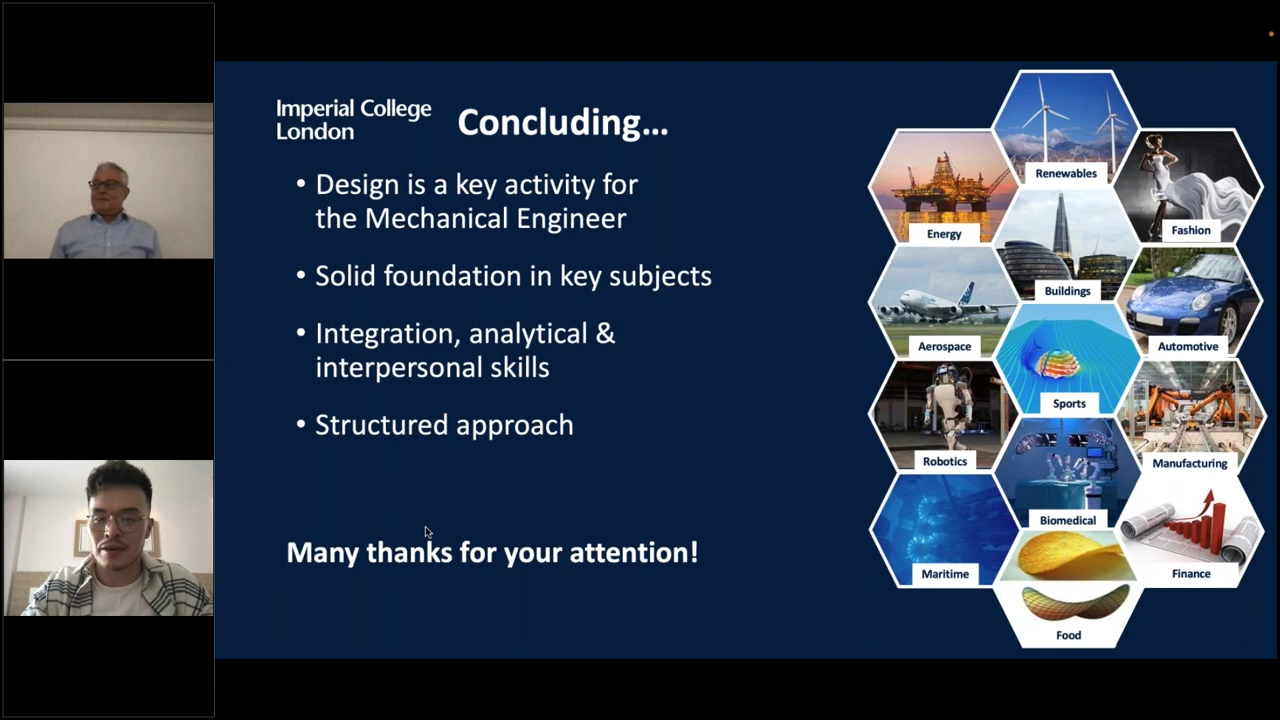 Imperial College
London
Concluding...
• Design is a key activity for
the Mechanical Engineer
• Solid foundation in key subjects
• Integration, analytical &
interpersonal skills
• Structured approach
Many thanks for your attention!
Renewables
Energy
Fashion
Buildings
Aerospace
Automotive
Sports
Robotics
Manufacturing
Biomedical
Maritime
Finance
Food